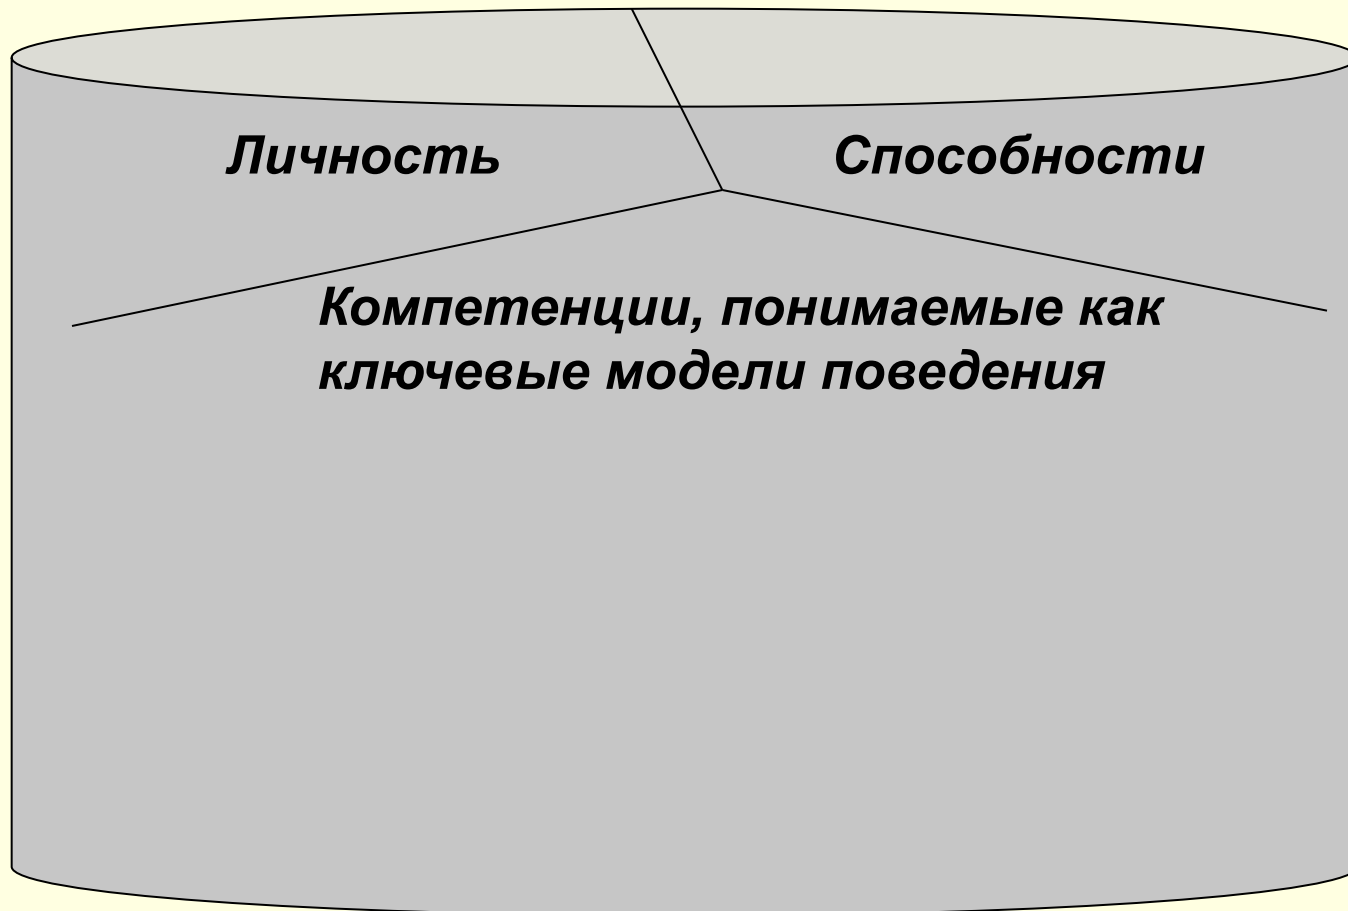 Личность
Способности
Компетенции, понимаемые как
ключевые модели поведения